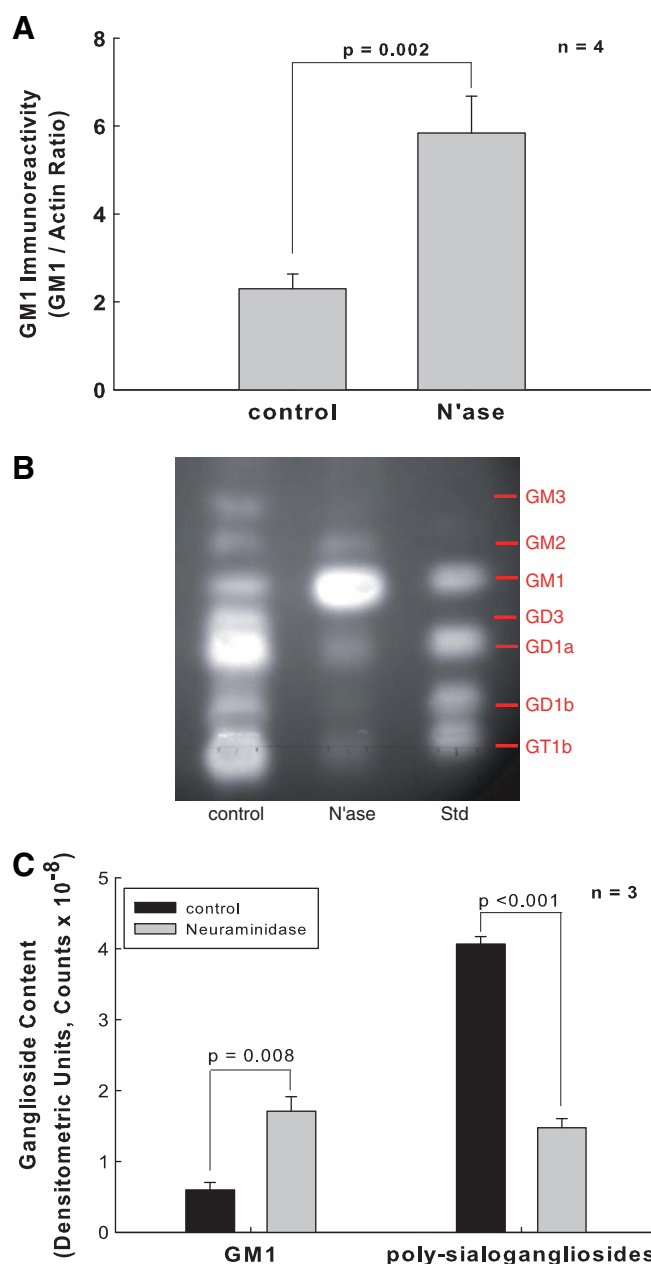 A
8
6
4
2
0
p = 0.002
n = 4
GM1 Immunoreactivity
(GM1 / Actin Ratio)
control
N'ase
B
GM3
GM2
GM1
GD3
GD1a
GD1b
GT1b
control
N'ase
Std
C
5
4
3
2
1
0
control
Neuraminidase
p <0.001
n = 3
p = 0.008
Ganglioside Content
(Densitometric Units, Counts x 10-8)
GM1
poly-sialogangliosides